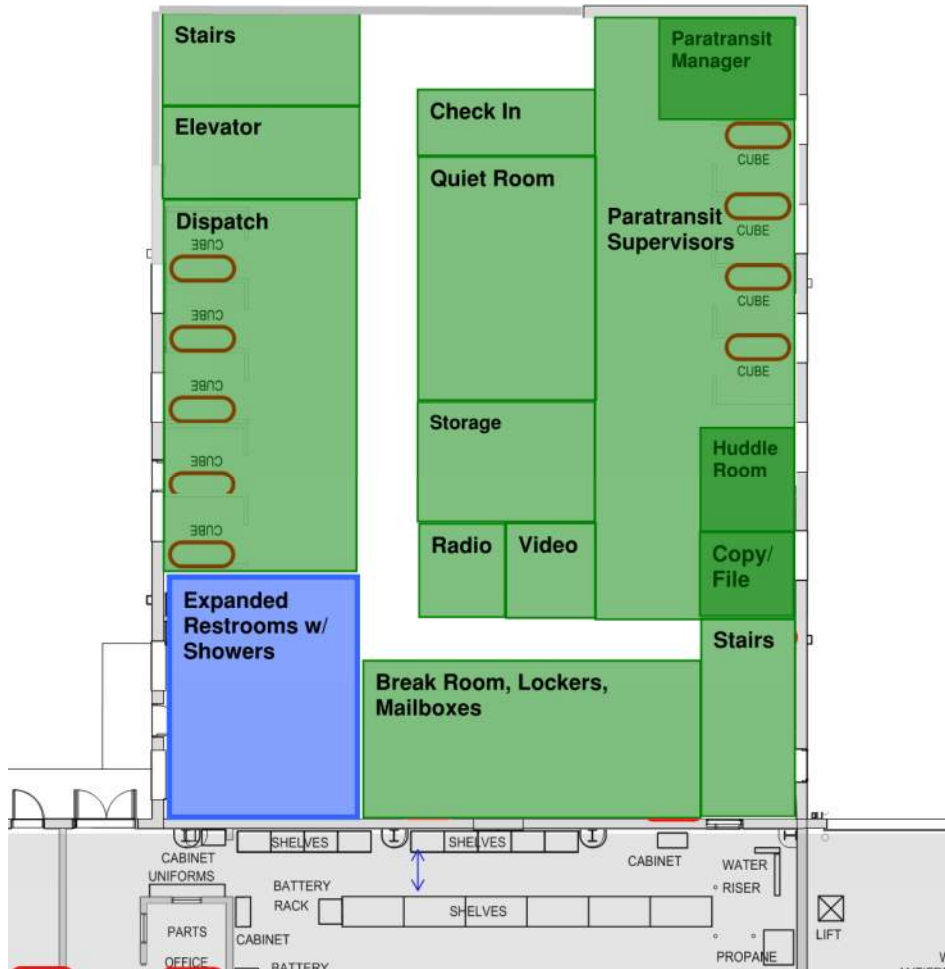 Stairs
Paratransit
Manager
Check In
Elevator
CUBE
Quiet Room
Dispatch
CUBE
Paratransit
Supervisors
CUBE
CUBE
CUBE
CUBE
CUBE
CUBE
Storage
Huddle
Room
CUBE
Radio
Video
CUBE
Copy/
File
Expanded
Restrooms w/
Showers
Stairs
Break Room, Lockers,
Mailboxes
SHELVES
SHELVES
CABINET
UNIFORMS
CABINET
WATER
RISER
BATTERY
RACK
SHELVES
PARTS
OFFICE
CABINET
LIFT
PROPANE
BATTERY